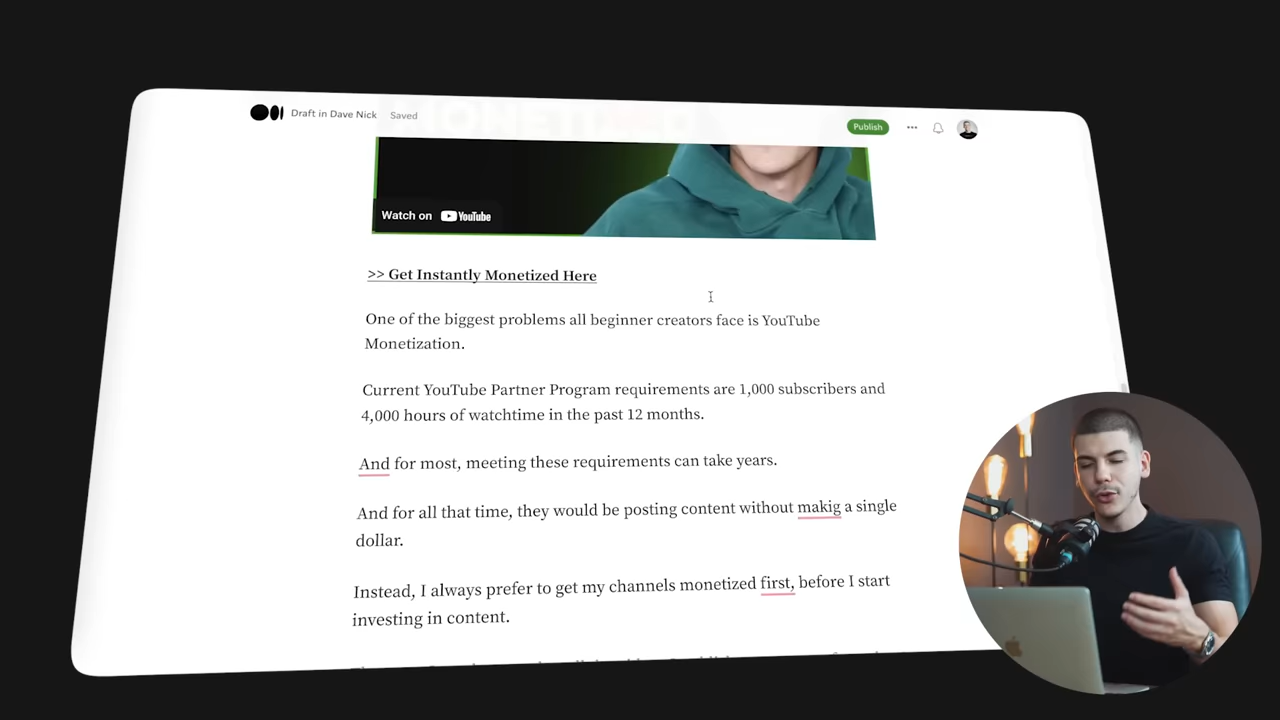 Draft in Dave Nick Saved
Publish
Watch on YouTube
>> Get Instantly Monetized Here
One of the biggest problems all beginner creators face is YouTube
Monetization.
Current YouTube Partner Program requirements are 1,000 subscribers and
4,000 hours of watchtime in the past 12 months.
And for most, meeting these requirements can take years.
And for all that time, they would be posting content without makig a single
dollar.
Instead, I always prefer to get my channels monetized first, before I start
investing in content.